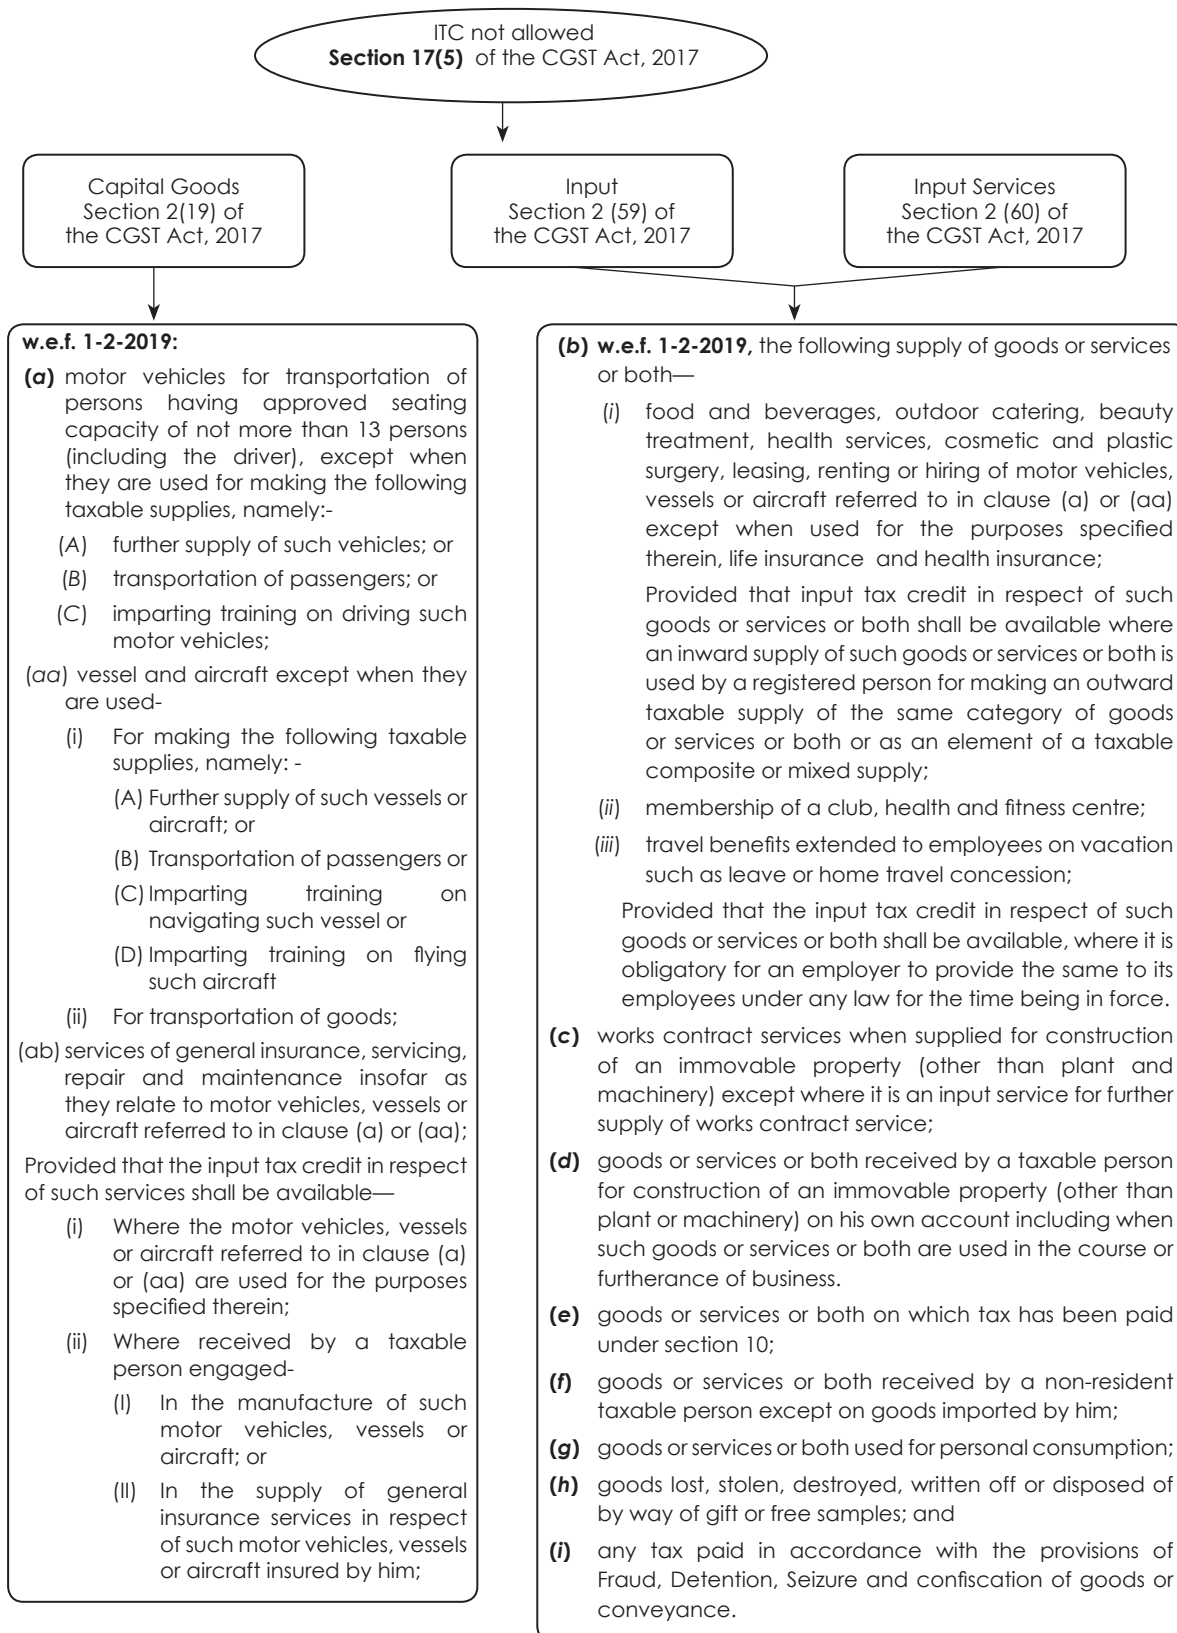 ITC not allowed
Section 17(5) of the CGST Act, 2017
Capital Goods
Section 2(19) of
the CGST Act, 2017
Input
Section 2 (59) of
the CGST Act, 2017
Input Services
Section 2 (60) of
the CGST Act, 2017
w.e.f. 1-2-2019:
(a) motor vehicles for transportation of
persons having approved seating
capacity of not more than 13 persons
(including the driver), except when
they are used for making the following
taxable supplies, namely:-
(A) further supply of such vehicles; or
(B) transportation of passengers; or
(C) imparting training on driving such
motor vehicles;
(aa) vessel and aircraft except when they
are used-
(i) For making the following taxable
supplies, namely: -
(A) Further supply of such vessels or
aircraft; or
(B) Transportation of passengers or
(C) Imparting training on
navigating such vessel or
(D) Imparting training on flying
such aircraft
(ii) For transportation of goods;
(ab) services of general insurance, servicing,
repair and maintenance insofar as
they relate to motor vehicles, vessels or
aircraft referred to in clause (a) or (aa);
Provided that the input tax credit in respect
of such services shall be available—
(i) Where the motor vehicles, vessels
or aircraft referred to in clause (a)
or (aa) are used for the purposes
specified therein;
(ii) Where received by a taxable
person engaged-
(I) In the manufacture of such
motor vehicles, vessels or
aircraft; or
(II) In the supply of general
insurance services in respect
of such motor vehicles, vessels
or aircraft insured by him;
(b) w.e.f. 1-2-2019, the following supply of goods or services
or both—
(i) food and beverages, outdoor catering, beauty
treatment, health services, cosmetic and plastic
surgery, leasing, renting or hiring of motor vehicles,
vessels or aircraft referred to in clause (a) or (aa)
except when used for the purposes specified
therein, life insurance and health insurance;
Provided that input tax credit in respect of such
goods or services or both shall be available where
an inward supply of such goods or services or both is
used by a registered person for making an outward
taxable supply of the same category of goods
or services or both or as an element of a taxable
composite or mixed supply;
(ii) membership of a club, health and fitness centre;
(iii) travel benefits extended to employees on vacation
such as leave or home travel concession;
Provided that the input tax credit in respect of such
goods or services or both shall be available, where it is
obligatory for an employer to provide the same to its
employees under any law for the time being in force.
(c) works contract services when supplied for construction
of an immovable property (other than plant and
machinery) except where it is an input service for further
supply of works contract service;
(d) goods or services or both received by a taxable person
for construction of an immovable property (other than
plant or machinery) on his own account including when
such goods or services or both are used in the course or
furtherance of business.
(e) goods or services or both on which tax has been paid
under section 10;
(f) goods or services or both received by a non-resident
taxable person except on goods imported by him;
(g) goods or services or both used for personal consumption;
(h) goods lost, stolen, destroyed, written off or disposed of
by way of gift or free samples; and
(i) any tax paid in accordance with the provisions of
Fraud, Detention, Seizure and confiscation of goods or
conveyance.